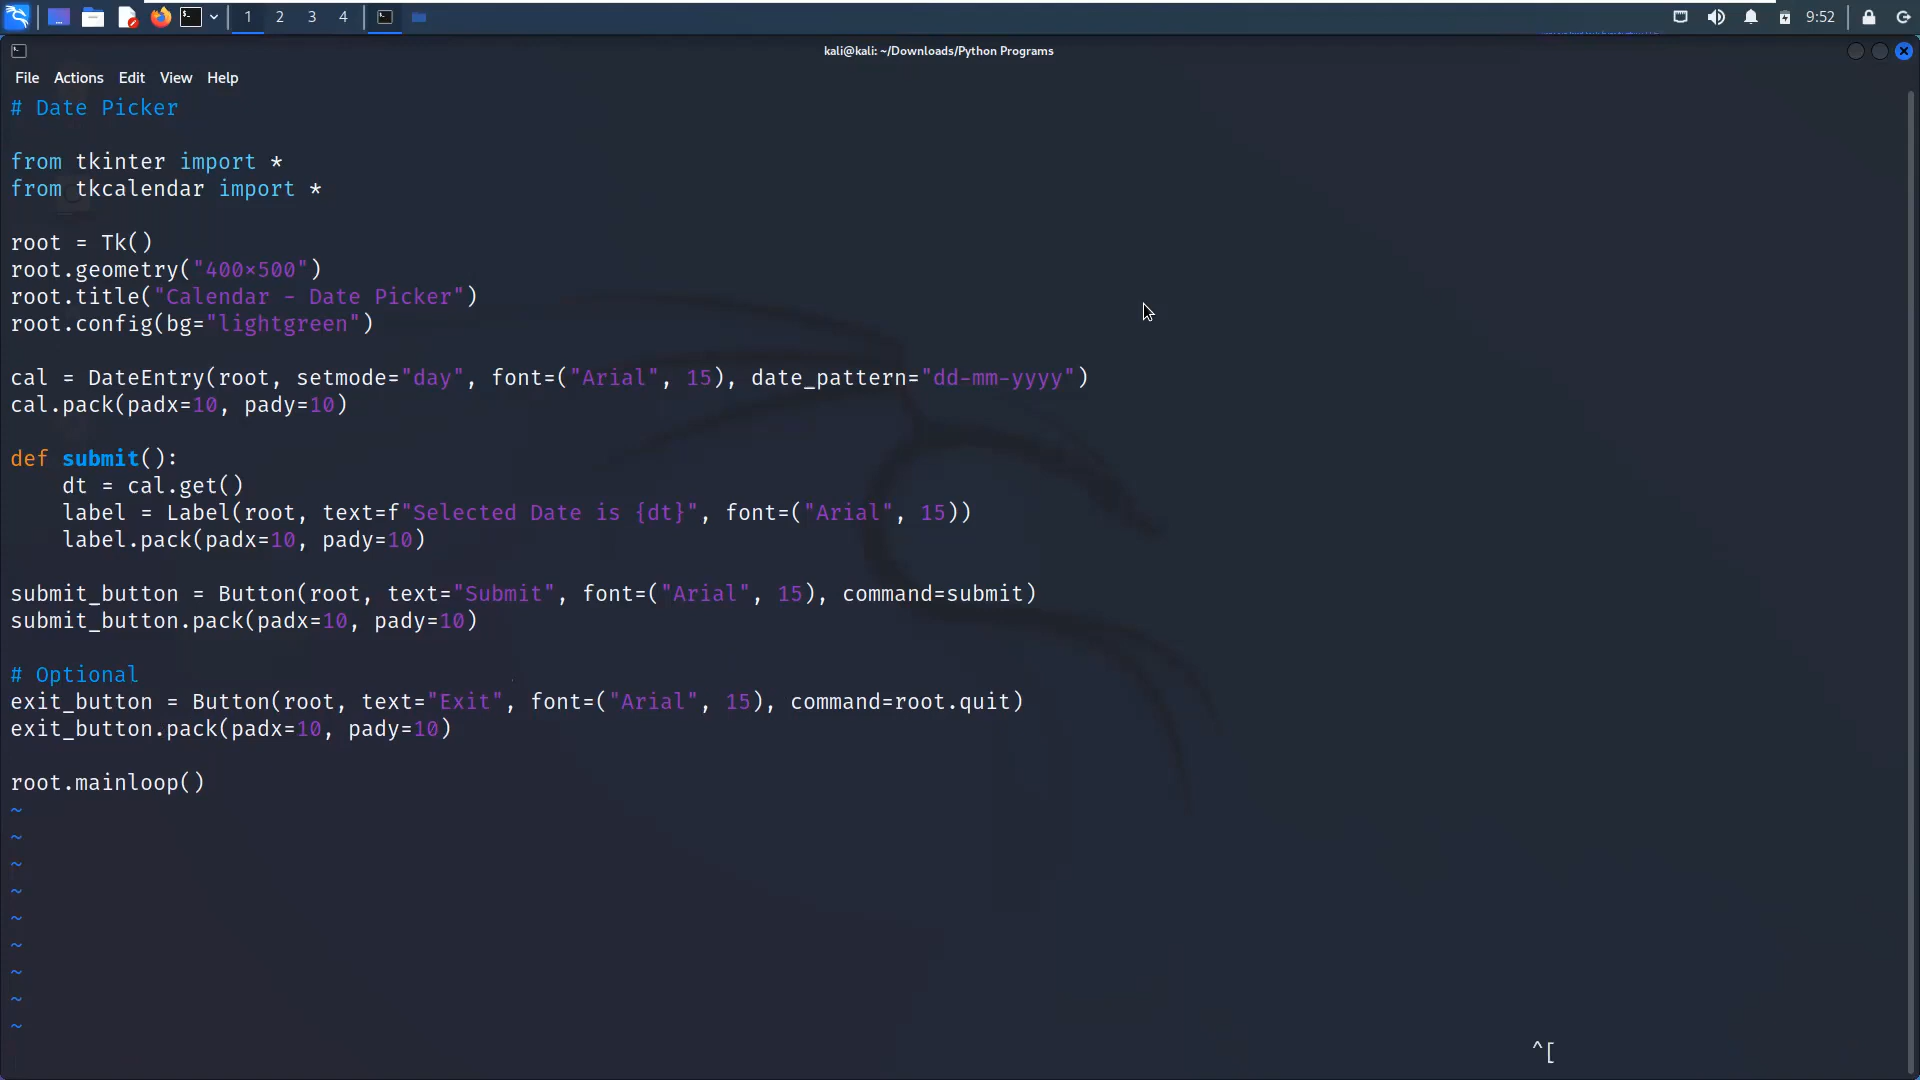 1 2 3 4
9:52
kali@kali: ~/Downloads/Python Programs
File Actions Edit View Help
# Date Picker
from tkinter import *
from tkcalendar import *
root = Tk()
root.geometry("400×500")
root.title("Calendar - Date Picker")
root.config(bg="lightgreen")
cal = DateEntry(root, setmode="day", font=("Arial", 15), date_pattern="dd-mm-yyyy")
cal.pack(padx=10, pady=10)
def submit():
    dt = cal.get()
    label = Label(root, text=f"Selected Date is {dt}", font=("Arial", 15))
    label.pack(padx=10, pady=10)
submit_button = Button(root, text="Submit", font=("Arial", 15), command=submit)
submit_button.pack(padx=10, pady=10)
# Optional
exit_button = Button(root, text="Exit", font=("Arial", 15), command=root.quit)
exit_button.pack(padx=10, pady=10)
root.mainloop()
~
~
~
~
~
~
~
~
~
^[